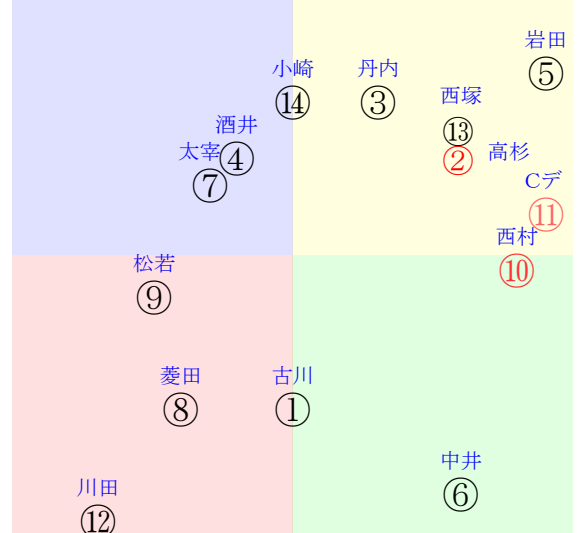 岩田
⑤
小崎
⑭
丹内
③
西塚
⑬
酒井
④
太宰
⑦
②
高杉
Cデ
⑪
西村
⑩
松若
⑨
菱田
⑧
古川
①
中井
⑥
川田
⑫